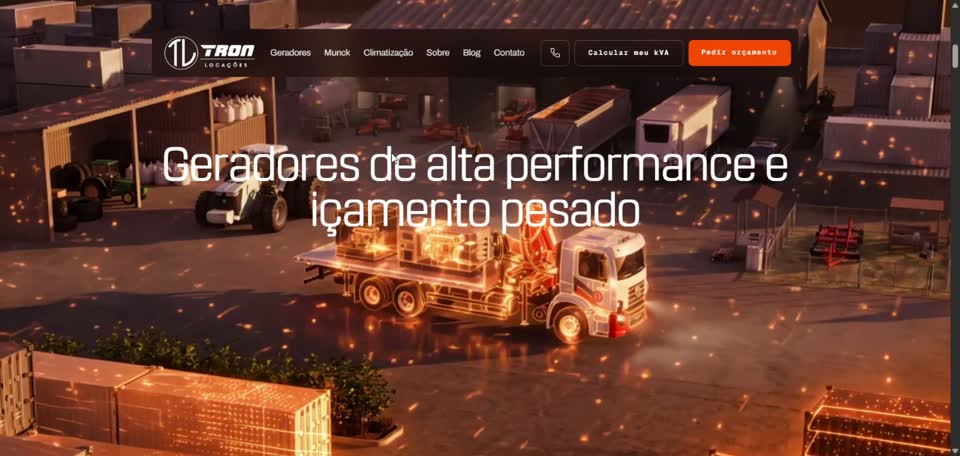 TL TRON
LOCAÇÕES
Geradores
Munck
Climatização
Sobre
Blog
Contato
Calcular meu kVA
Pedir orçamento
Geradores de alta performance e
içamento pesado